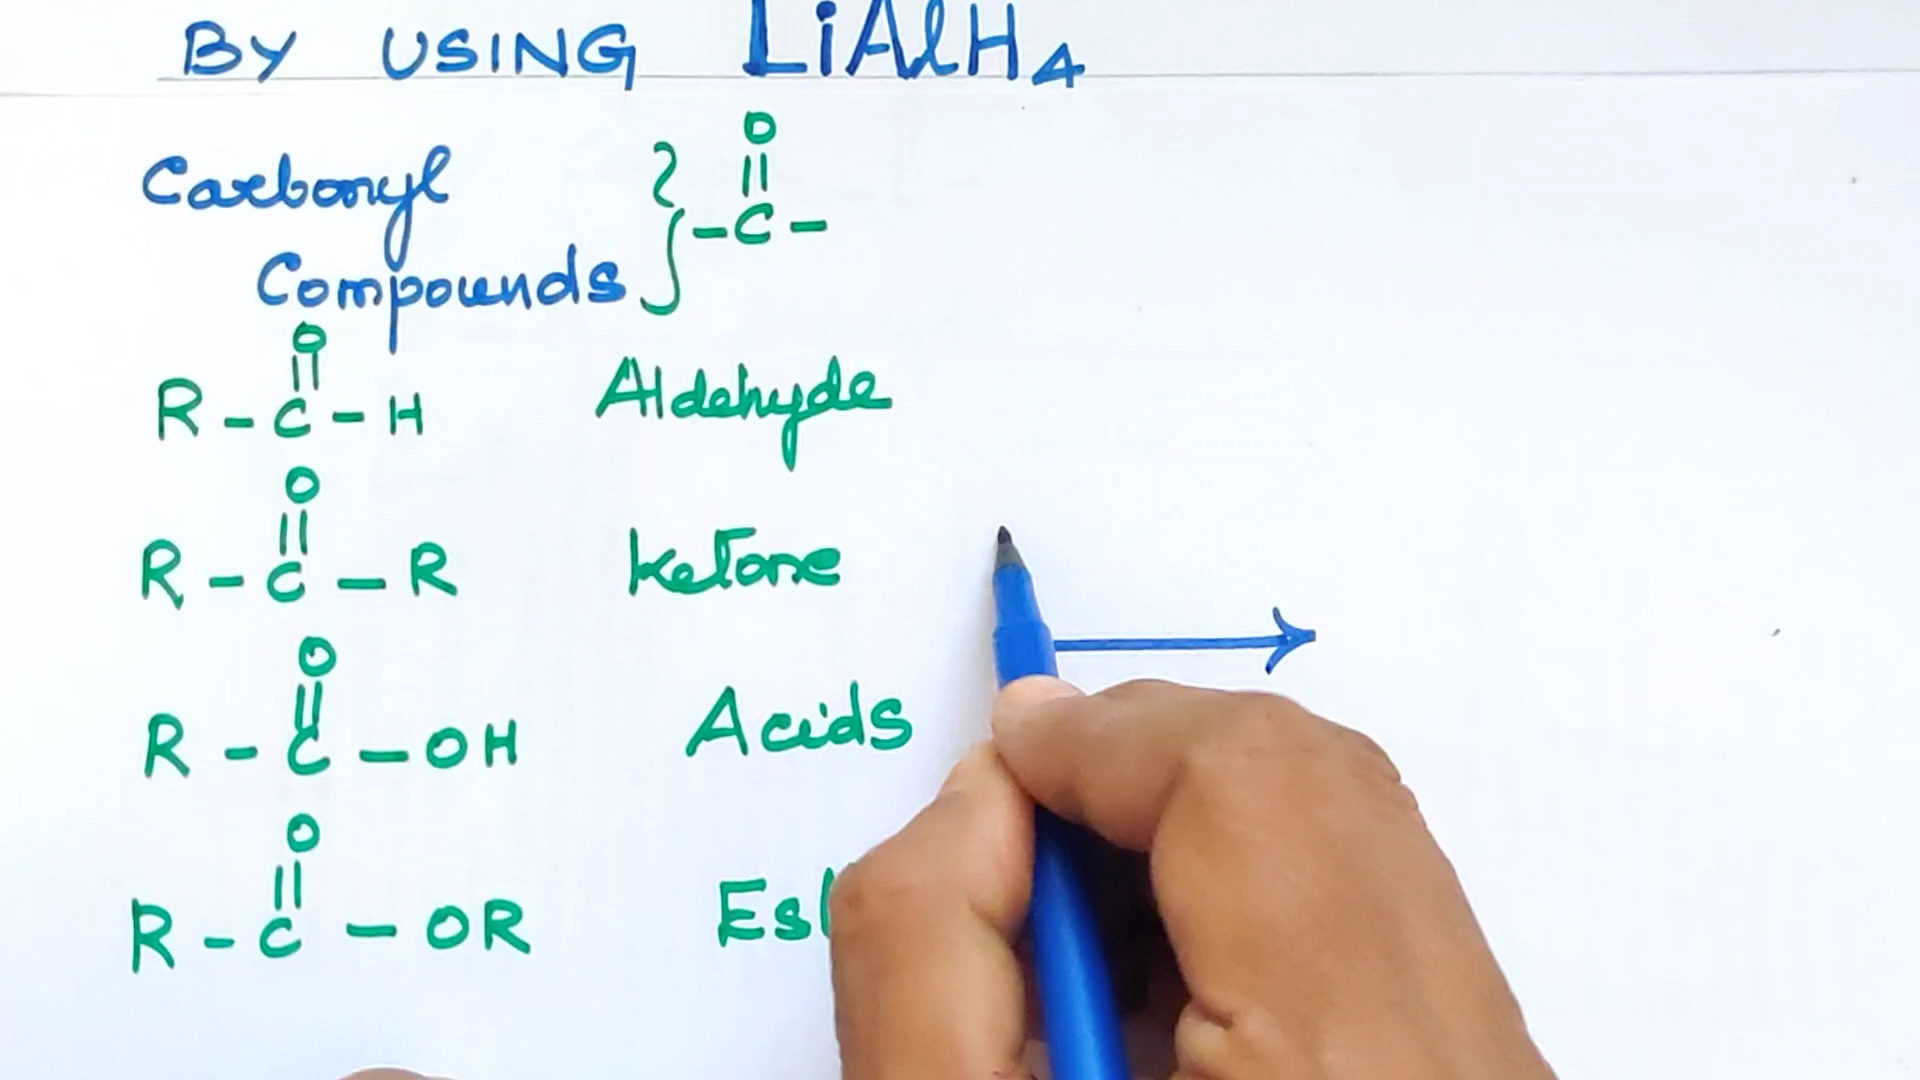 BY USING LiAlH4
O
||
Carbonyl
- C -
Compounds
O
||
R - C - H Aldehyde
O
||
R - C - R Ketone
O
||
R - C - OH Acids
O
||
R - C - OR